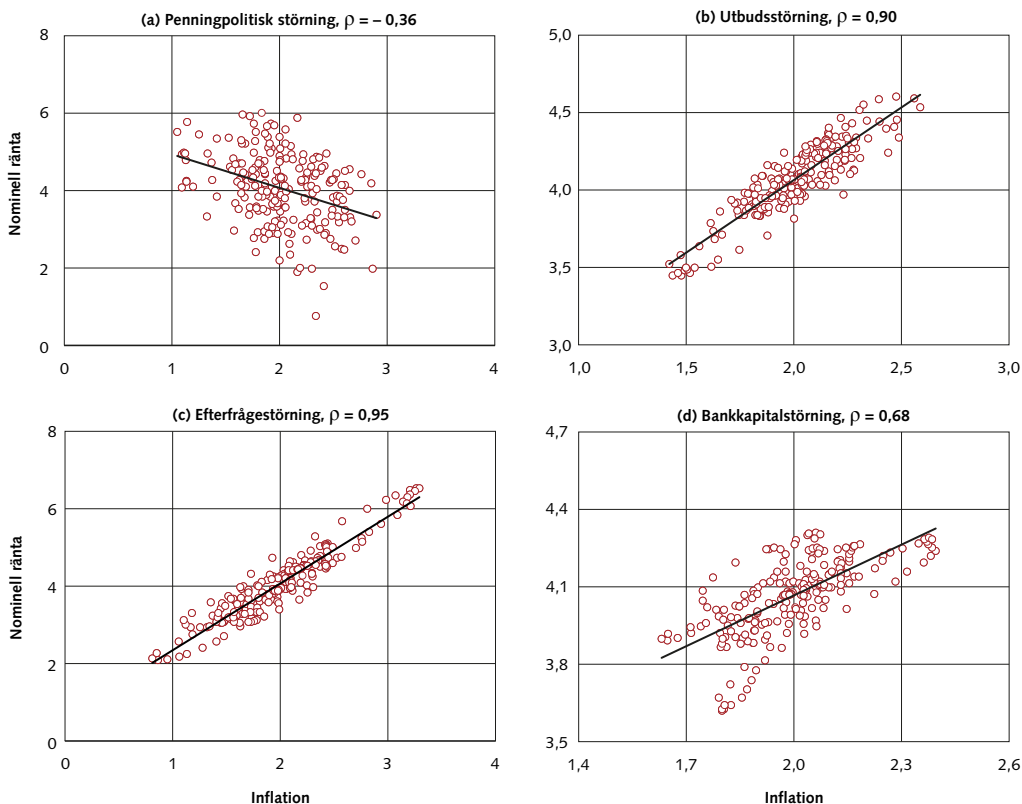 (a) Penningpolitisk störning, ρ = – 0,36
8
6
4
2
0
0 1 2 3 4
Nominell ränta
(b) Utbudsstörning, ρ = 0,90
5,0
4,5
4,0
3,5
3,0
1,0 1,5 2,0 2,5 3,0
(c) Efterfrågestörning, ρ = 0,95
8
6
4
2
0
0 1 2 3 4
Nominell ränta
Inflation
(d) Bankkapitalstörning, ρ = 0,68
4,7
4,4
4,1
3,8
3,5
1,4 1,7 2,0 2,3 2,6
Inflation